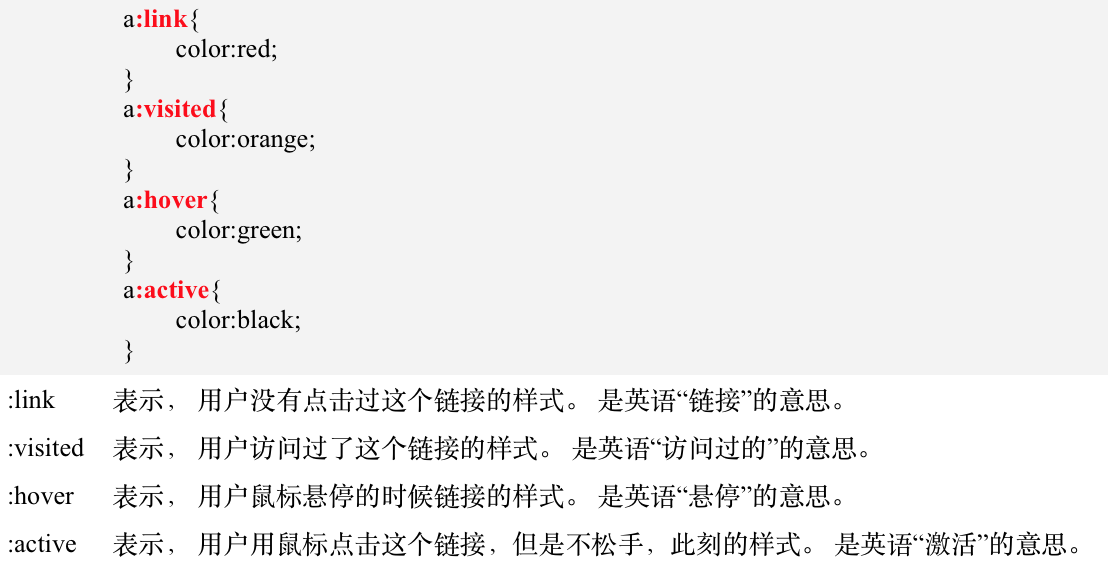 a:link{
color:red;
}
a:visited{
color:orange;
}
a:hover{
color:green;
}
a:active{
color:black;
}
:link 表示， 用户没有点击过这个链接的样式。 是英语“链接”的意思。
:visited 表示， 用户访问过了这个链接的样式。 是英语“访问过的”的意思。
:hover 表示， 用户鼠标悬停的时候链接的样式。 是英语“悬停”的意思。
:active 表示， 用户用鼠标点击这个链接，但是不松手，此刻的样式。 是英语“激活”的意思。